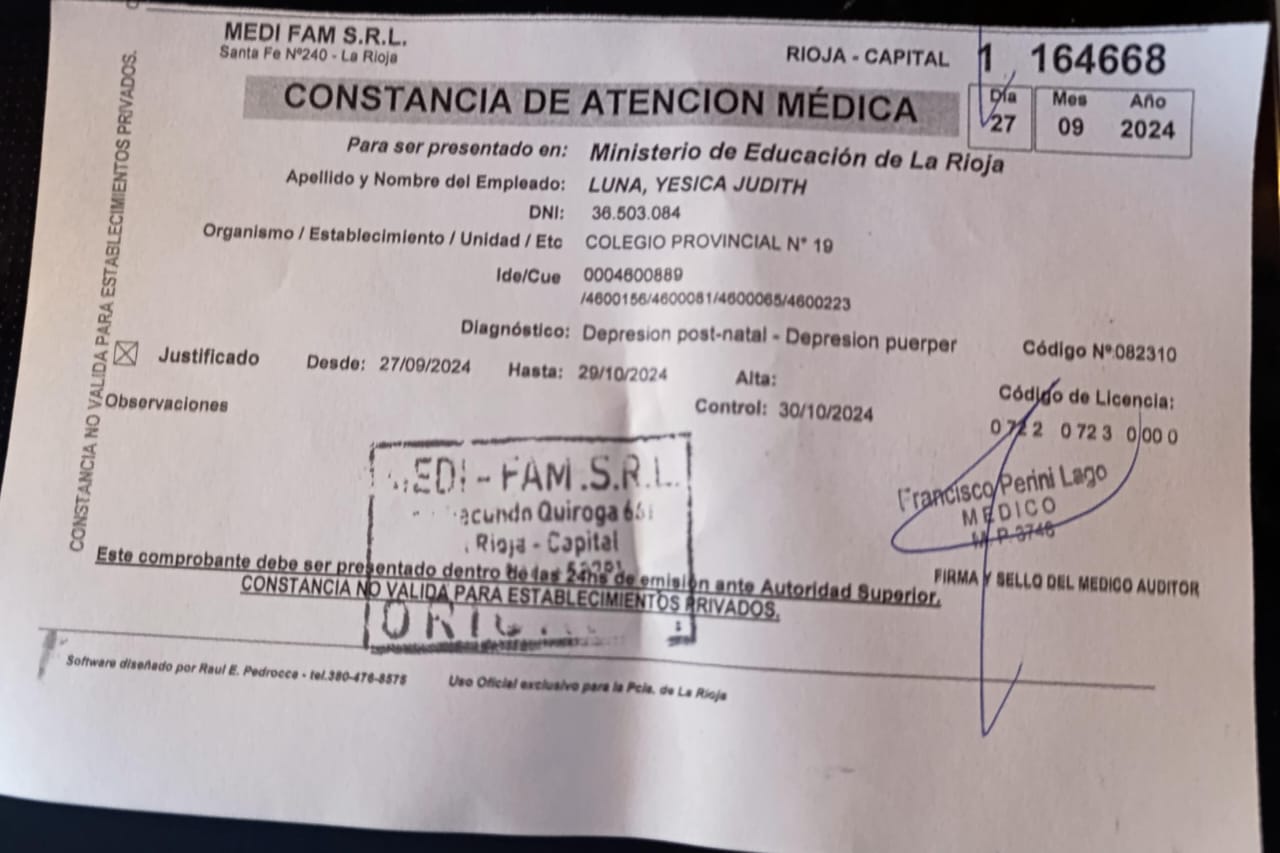 MEDI FAM S.R.L.
Santa Fe Nº240 - La Rioja
RIOJA - CAPITAL 1 164668
CONSTANCIA DE ATENCION MÉDICA
Día Mes Año
27 09 2024
Para ser presentado en: Ministerio de Educación de La Rioja
Apellido y Nombre del Empleado: LUNA, YESICA JUDITH
DNI: 36.503.084
Organismo / Establecimiento / Unidad / Etc COLEGIO PROVINCIAL N° 19
Ide/Cue 0004600889
/4600156/4600081/4600065/4600223
Diagnóstico: Depresion post-natal - Depresion puerper Código Nº:082310
Justificado Desde: 27/09/2024 Hasta: 29/10/2024 Alta:
Observaciones Control: 30/10/2024
Código de Licencia:
0722 0723 0000
EDI - FAM.S.R.L.
Quiroga
Rioja - Capital
Francisco Perini Lago
MEDICO
M.P. 3746
Este comprobante debe ser presentado dentro de las 24hs de emisión ante Autoridad Superior.
CONSTANCIA NO VALIDA PARA ESTABLECIMIENTOS PRIVADOS.
FIRMA Y SELLO DEL MEDICO AUDITOR
Software diseñado por Raul E. Pedrocca - tel.380-476-8578 Uso Oficial exclusivo para la Pcia. de La Rioja
CONSTANCIA NO VALIDA PARA ESTABLECIMIENTOS PRIVADOS.